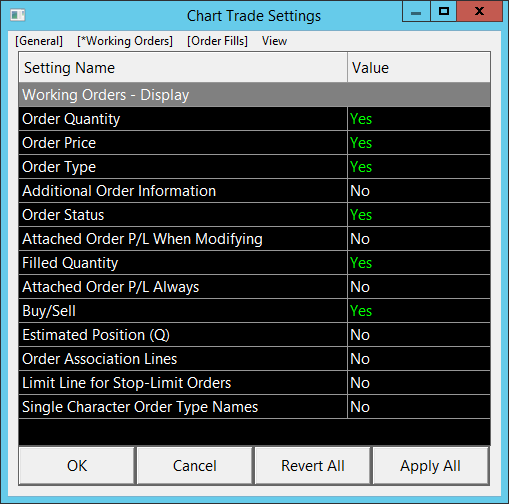 Chart Trade Settings
[General] [*Working Orders] [Order Fills] View
Setting Name Value
Working Orders - Display
Order Quantity Yes
Order Price Yes
Order Type Yes
Additional Order Information No
Order Status Yes
Attached Order P/L When Modifying No
Filled Quantity Yes
Attached Order P/L Always No
Buy/Sell Yes
Estimated Position (Q) No
Order Association Lines No
Limit Line for Stop-Limit Orders No
Single Character Order Type Names No
OK Cancel Revert All Apply All